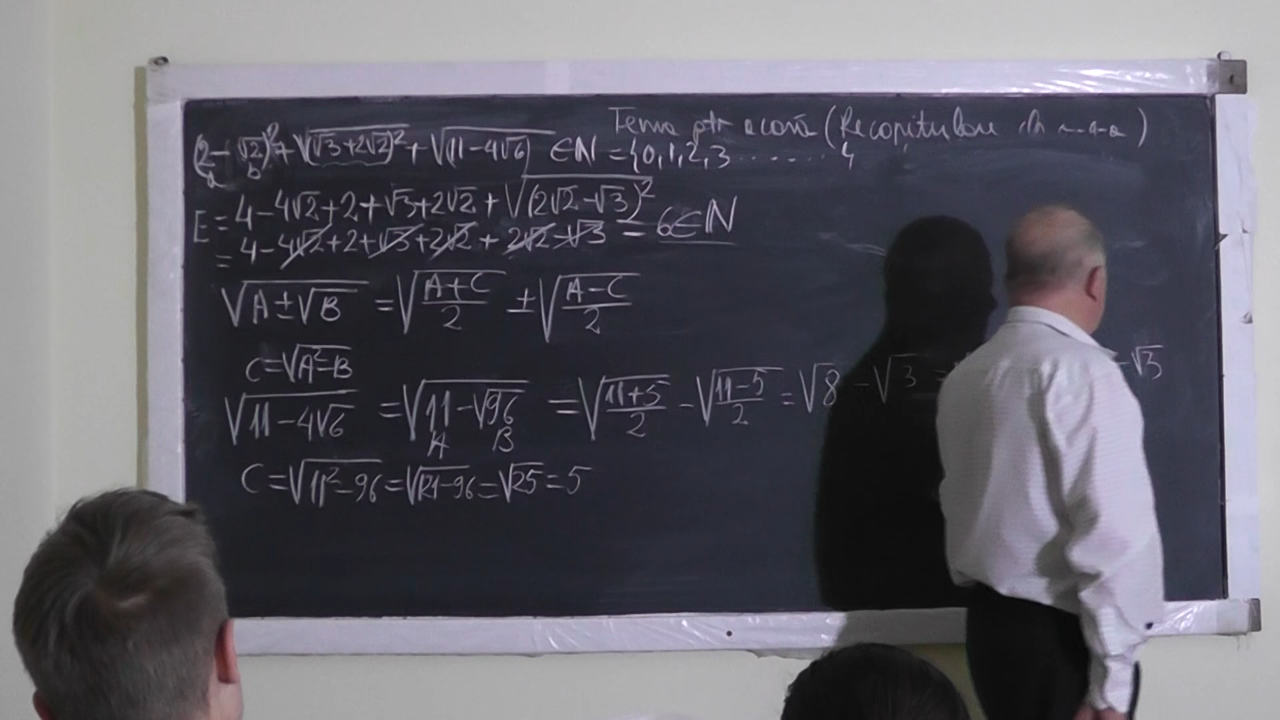 Tema ptr acasă (Recapitulare
(2-√2)²+√(√3+2√2)²+√11-4√6 ∈N={0,1,2,3.......}
a b
E=4-4√2+2+√3+2√2+√(2√2-√3)²
=4-4√2+2+√3+2√2+2√2-√3=6∈N
√A±√B =√A+C/2 ±√A-C/2
C=√A²-B
√11-4√6 =√11-√96 =√11+5/2 -√11-5/2=√8-√3= -√3
A B
C=√11²-96=√121-96=√25=5